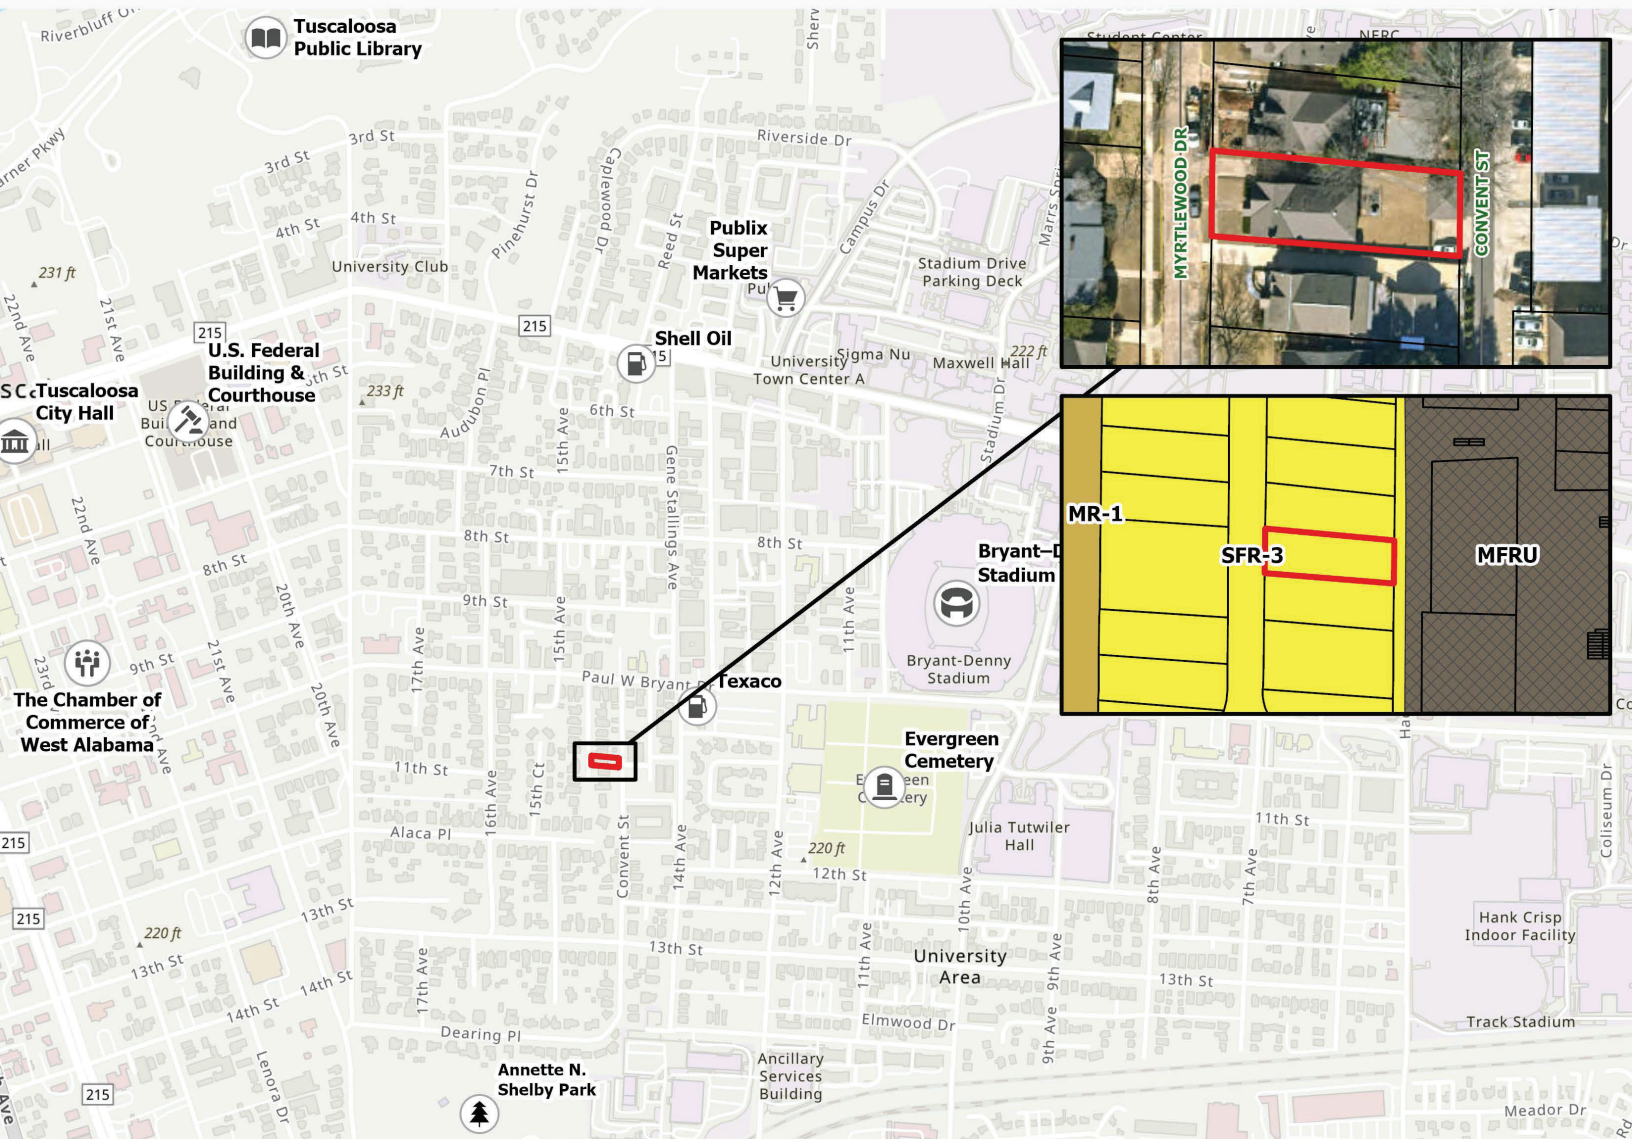 Riverbluff
Tuscaloosa
Public Library
3rd St
3rd St
4th St
4th St
Pinehurst Dr
Caplewood Dr
Reed St
Riverside Dr
Campus Dr
Student Center
University Club
231 ft
22nd Ave
21st Ave
215
215
Publix
Super
Markets
Stadium Drive
Parking Deck
Shell Oil
U.S. Federal
Building &
Courthouse
Tuscaloosa
City Hall
233 ft
Audubon Pl
15th Ave
6th St
University
Town Center A
Sigma Nu
Maxwell Hall
222 ft
Stadium Dr
7th St
Gene Stallings Ave
8th St
8th St
8th St
22nd Ave
20th Ave
9th St
9th St
21st Ave
20th Ave
17th Ave
15th Ave
11th Ave
Stadium
Bryant-Denny
Stadium
Paul W Bryant
Texaco
The Chamber of
Commerce of
West Alabama
Evergreen
Cemetery
11th St
16th Ave
15th Ct
Alaca Pl
Convent St
14th Ave
12th Ave
220 ft
12th St
Julia Tutwiler
Hall
10th Ave
8th Ave
7th Ave
11th St
Coliseum Dr
215
215
220 ft
13th St
13th St
13th St
13th St
14th St
14th St
17th Ave
11th Ave
9th Ave
9th Ave
University
Area
Hank Crisp
Indoor Facility
Track Stadium
Elmwood Dr
Dearing Pl
Lenora Dr
Annette N.
Shelby Park
Ancillary
Services
Building
215
Meador Dr
MYRTLEWOOD DR
CONVENT ST
MR-1
SFR-3
MFRU